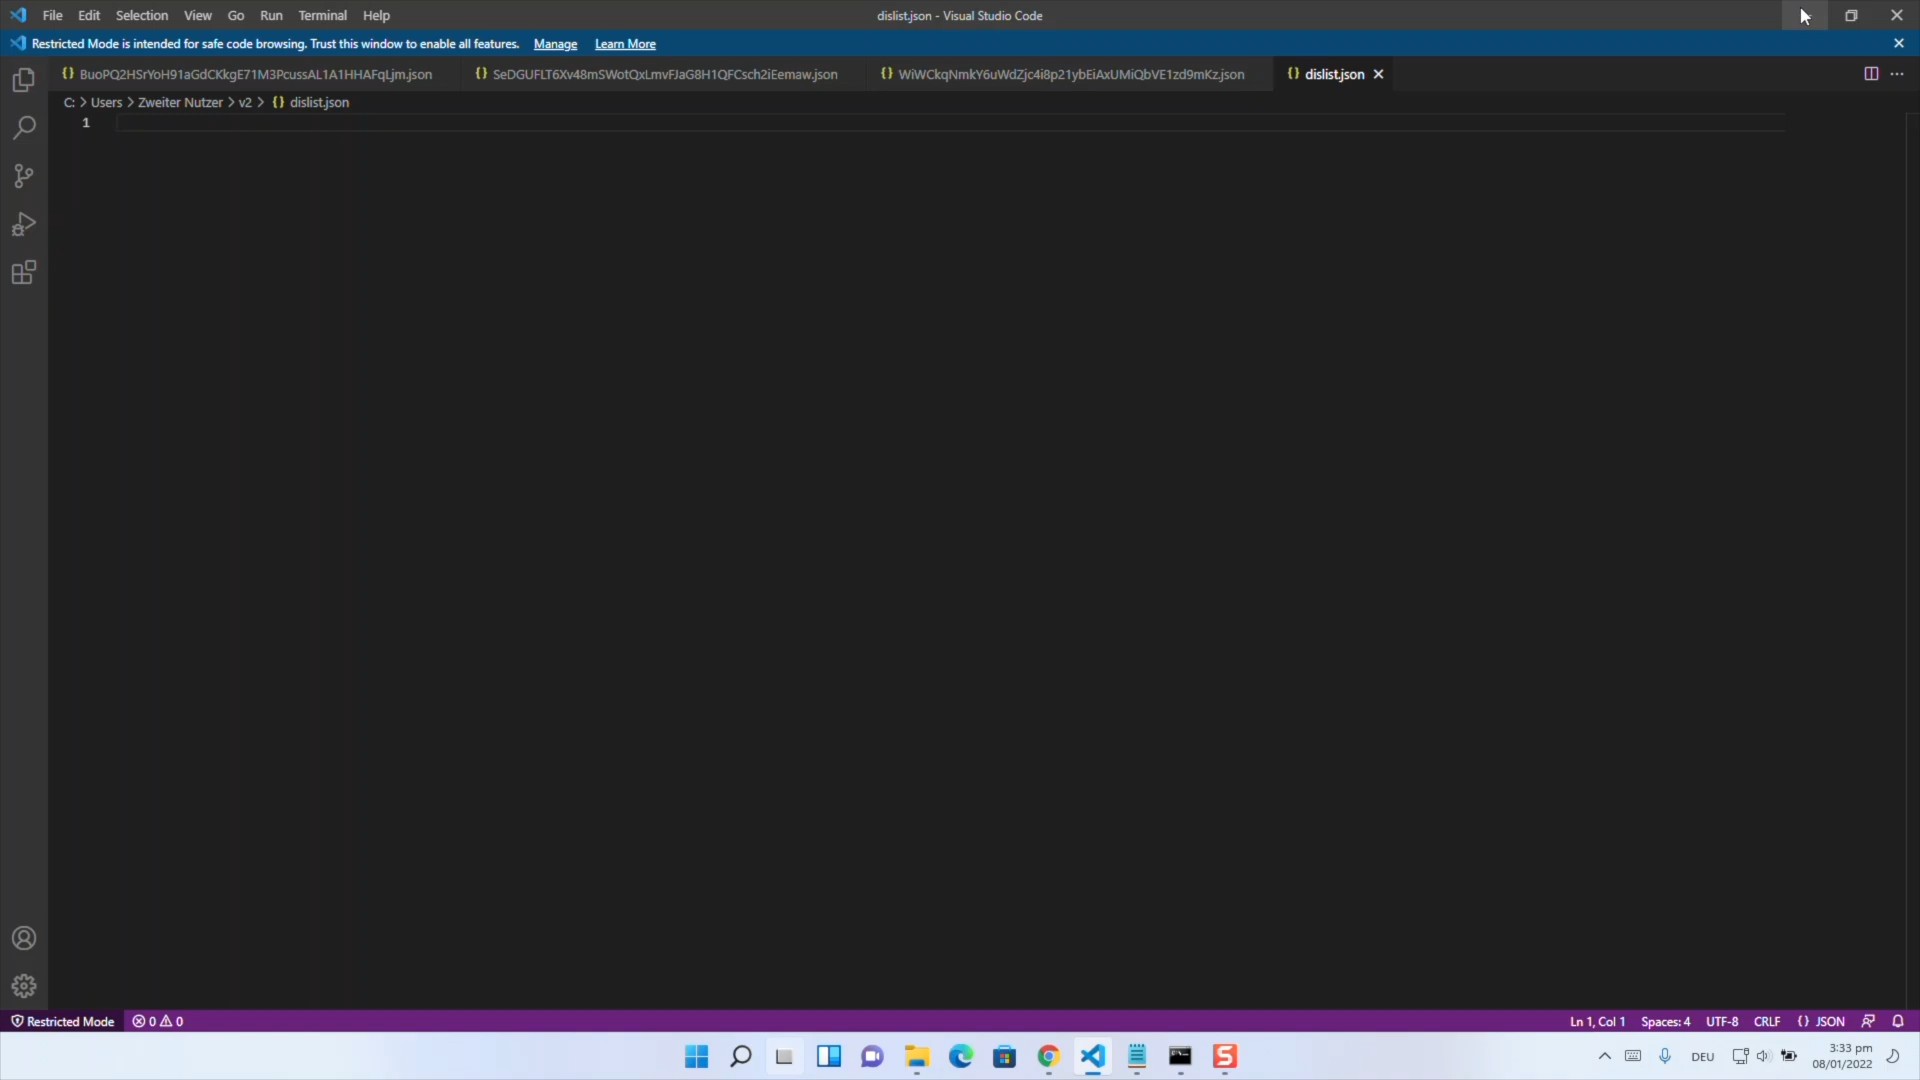 File Edit Selection View Go Run Terminal Help
dislist.json - Visual Studio Code
Restricted Mode is intended for safe code browsing. Trust this window to enable all features. Manage Learn More
BuoPQ2HSrYoH91aGdCKkgE71M3PcussAL1A1HHAFqLjm.json SeDGUFLT6Xv48mSWotQxLmvFJaG8H1QFCsch2iEemaw.json WiWCkqNmkY6uWdZjc4i8p21ybEiAxUMiQbVE1zd9mKz.json dislist.json
C: > Users > Zweiter Nutzer > v2 > {} dislist.json
1
Restricted Mode 0 0 Ln 1, Col 1 Spaces: 4 UTF-8 CRLF {} JSON
DEU
3:33 pm
08/01/2022